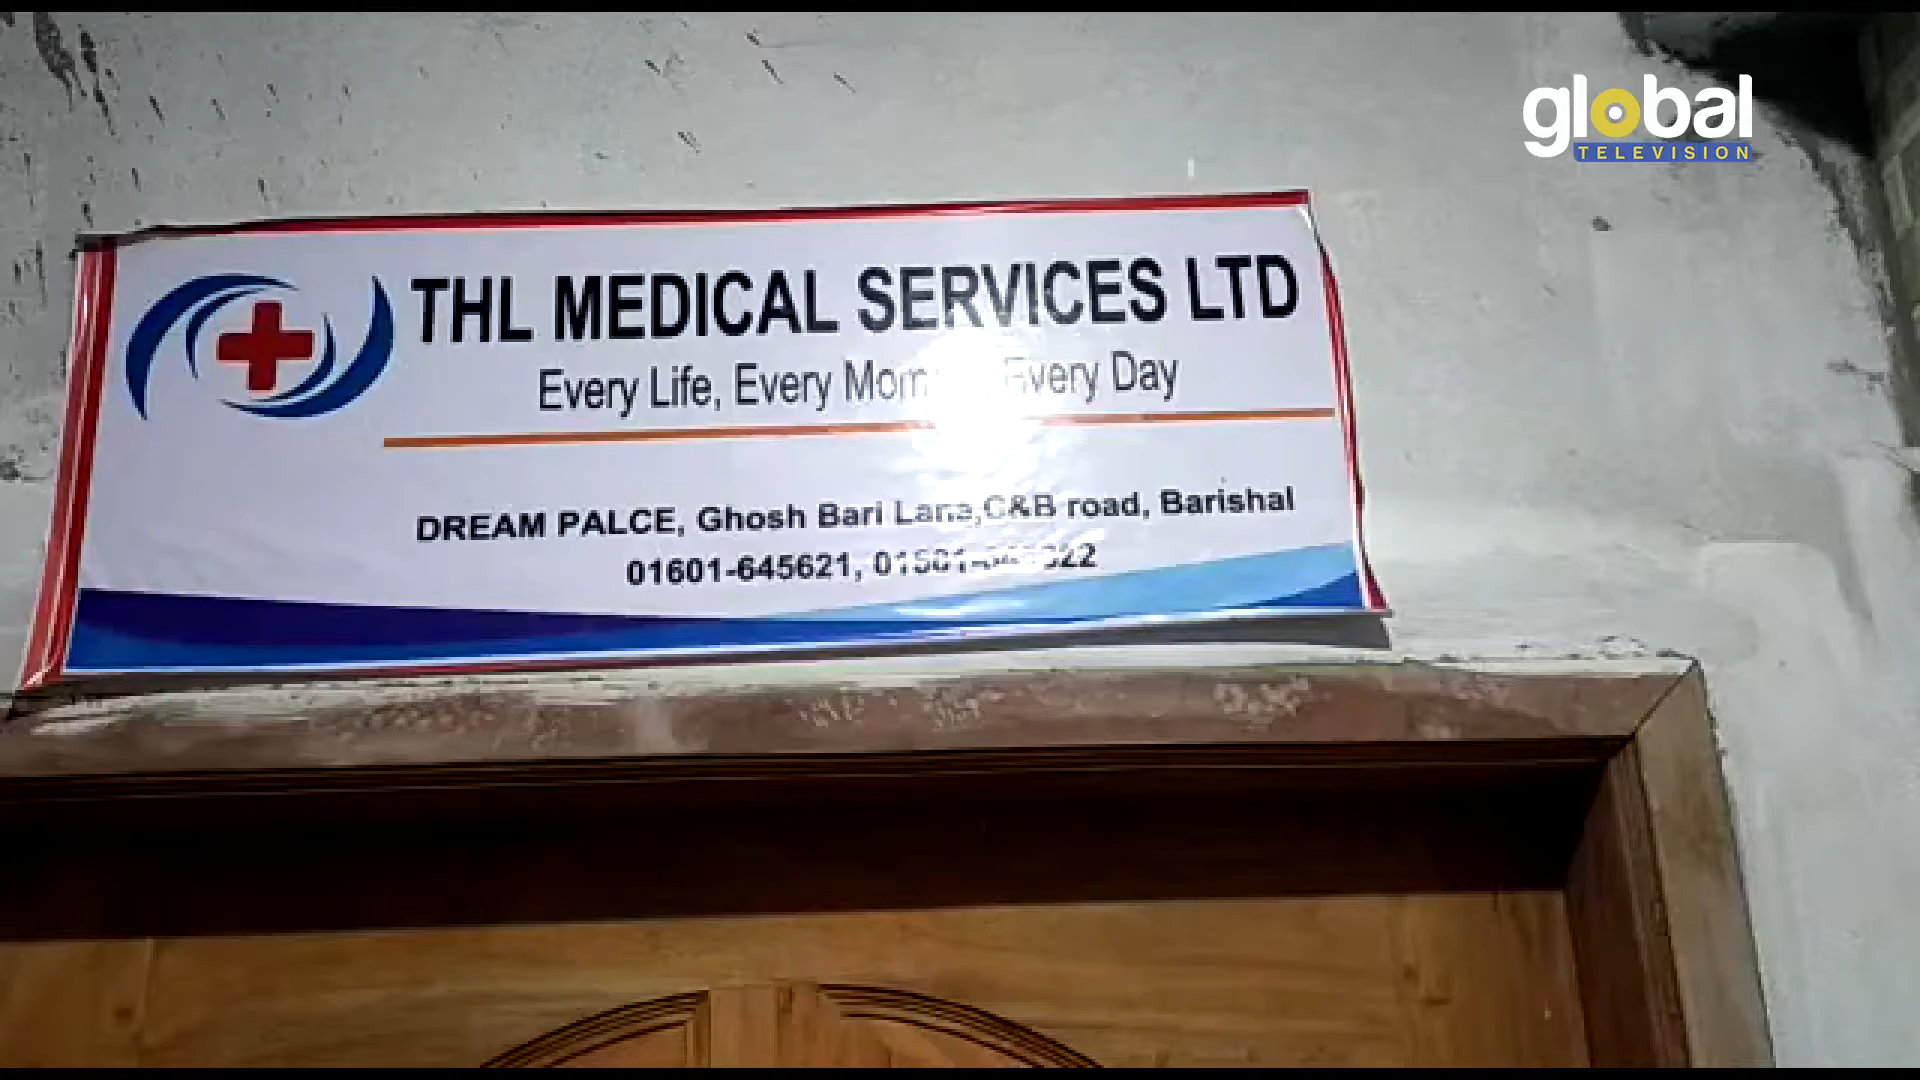 global
TELEVISION
THL MEDICAL SERVICES LTD
Every Life, Every Every Day
DREAM PALCE, Ghosh Bari Lane,C&B road, Barishal
01601-645621,